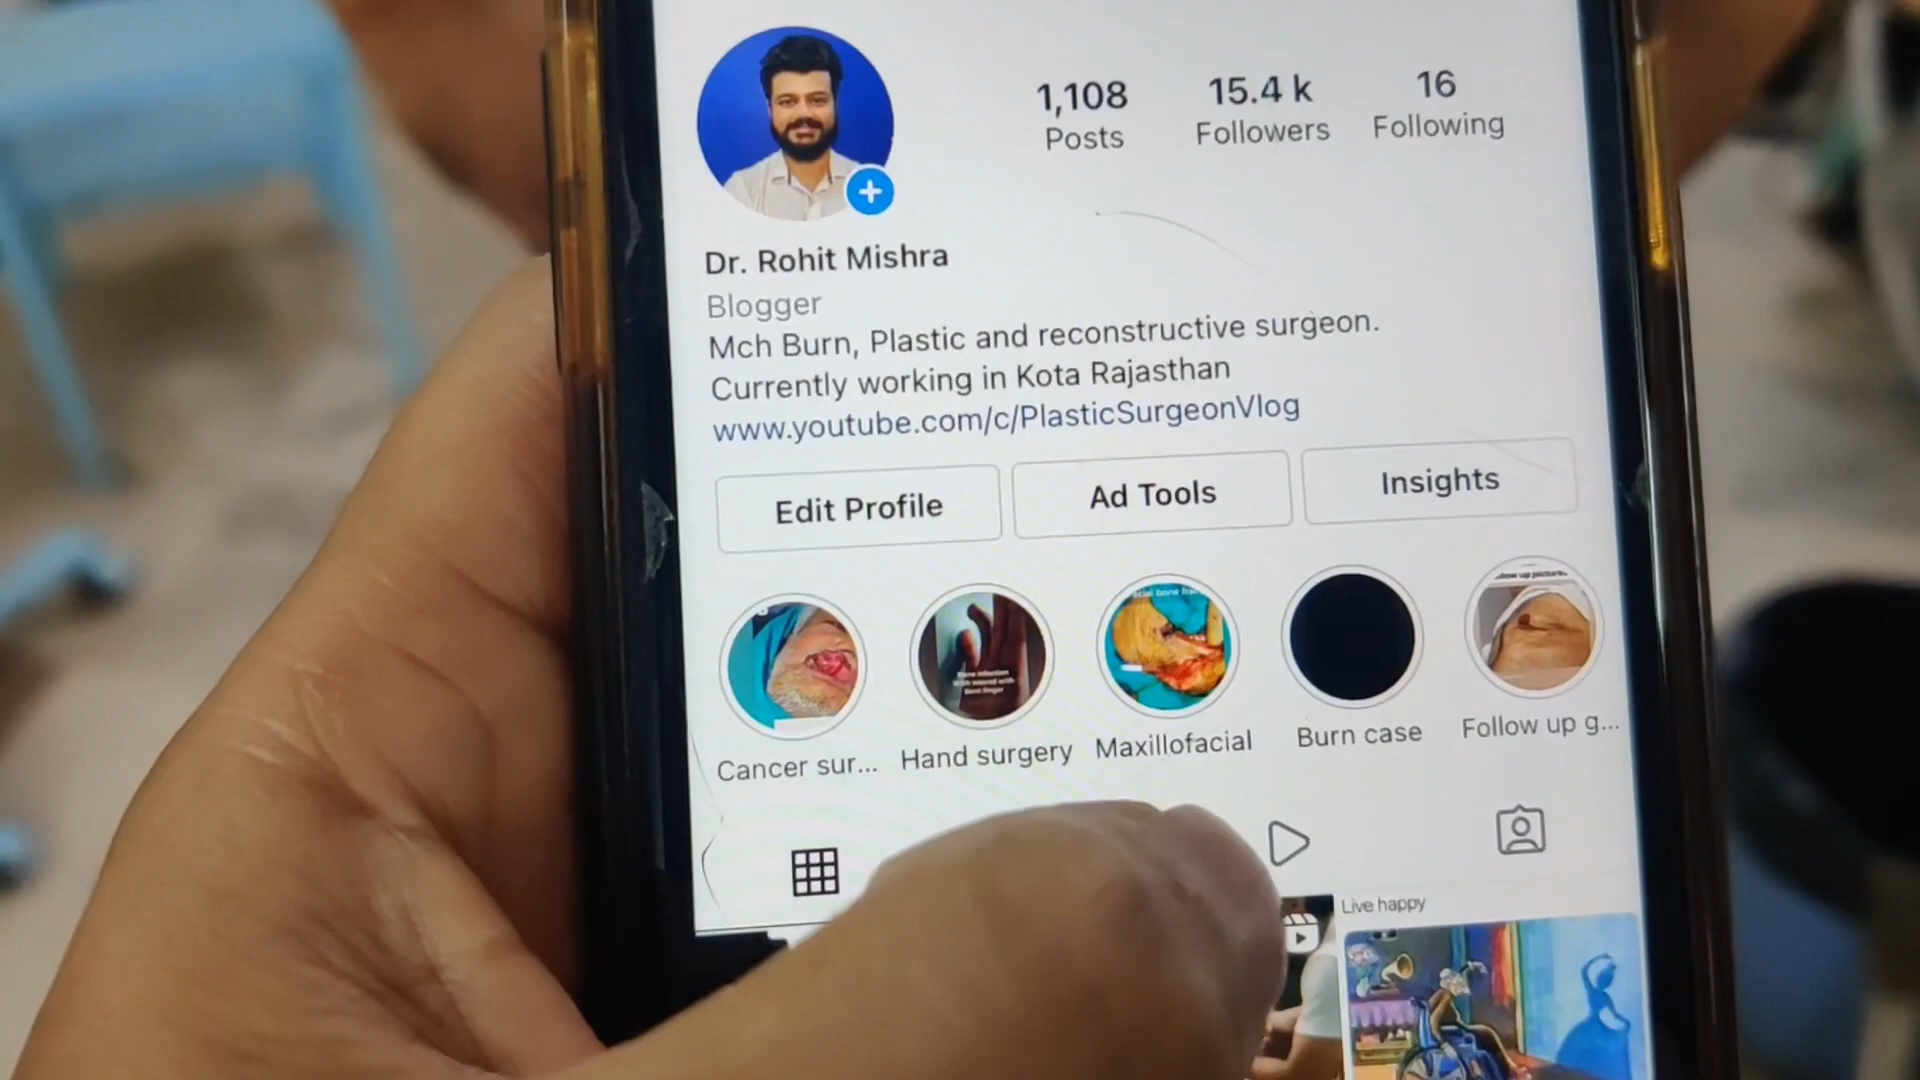 1,108
Posts
15.4 k
Followers
16
Following
Dr. Rohit Mishra
Blogger
Mch Burn, Plastic and reconstructive surgeon.
Currently working in Kota Rajasthan
www.youtube.com/c/PlasticSurgeonVlog
Edit Profile
Ad Tools
Insights
Cancer sur...
Hand surgery
Maxillofacial
Burn case
Follow up g...
Live happy